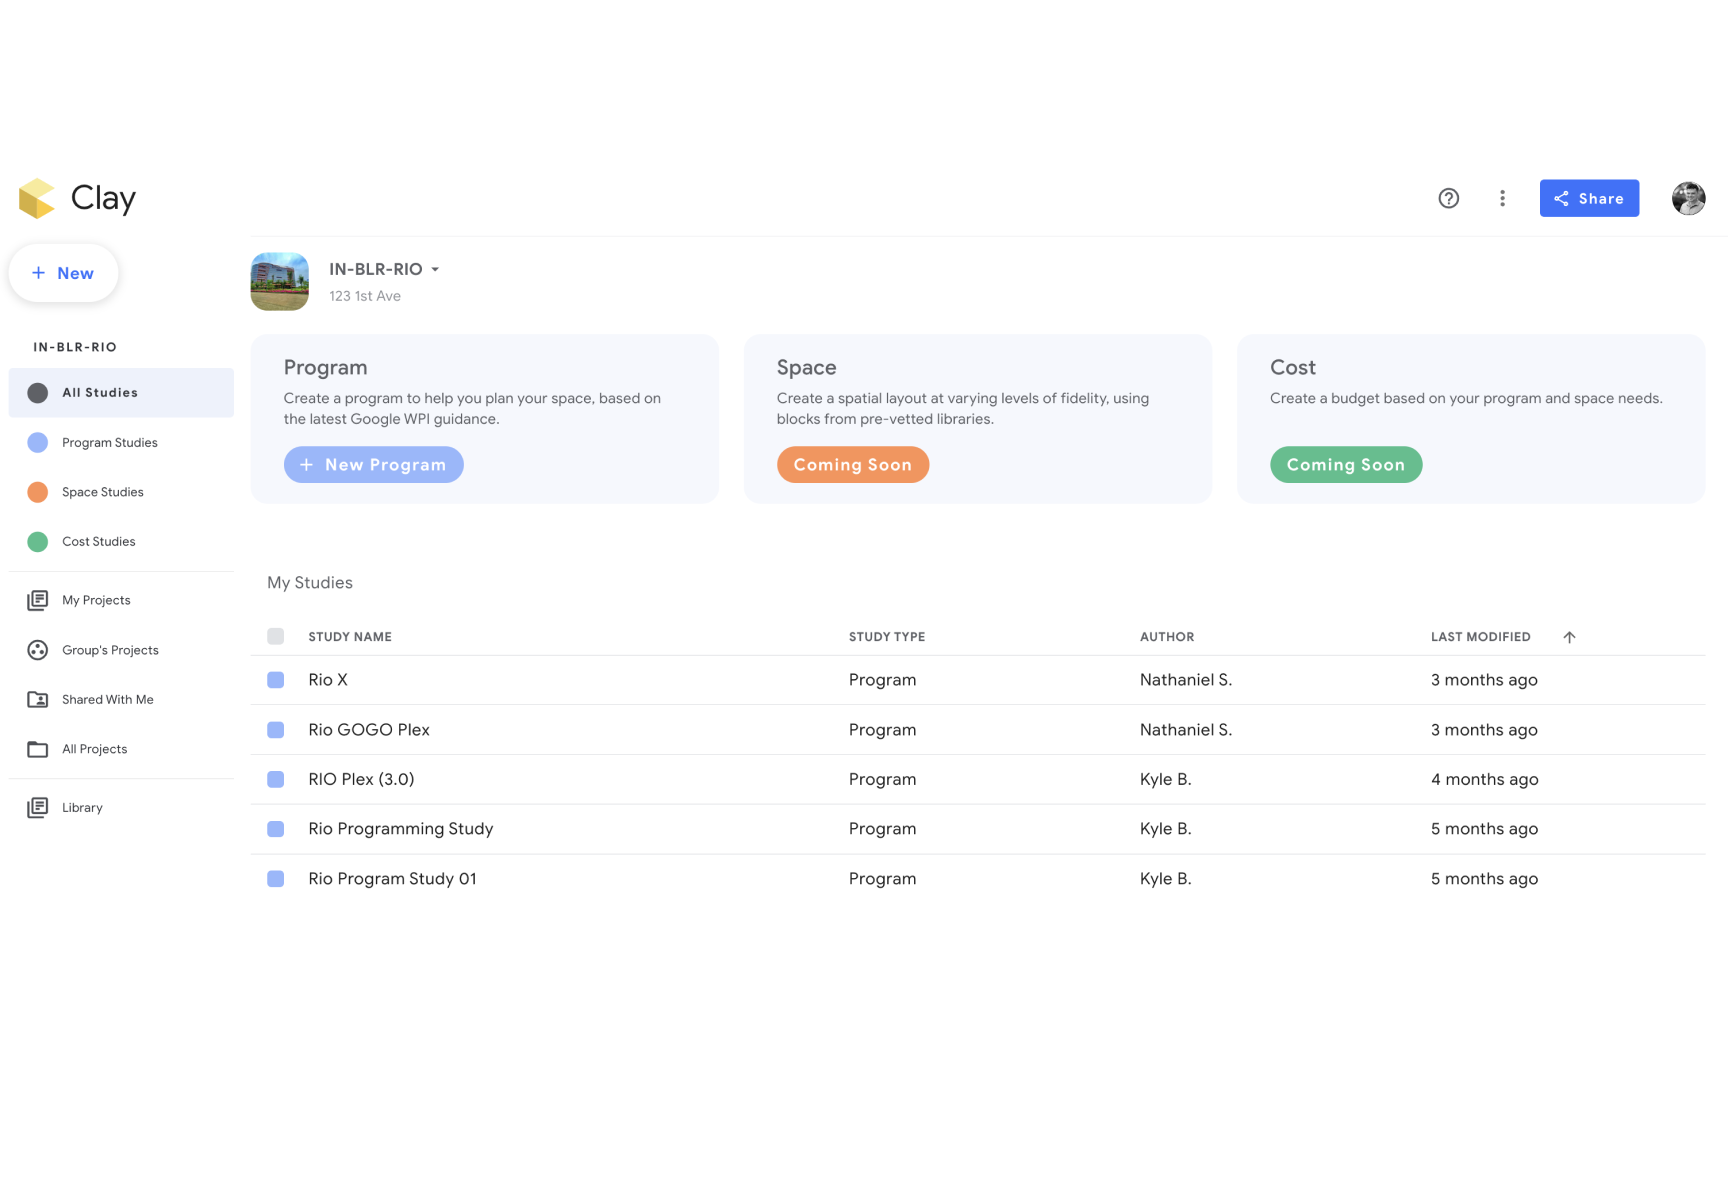 Clay
Share
New
IN-BLR-RIO
123 1st Ave
IN-BLR-RIO
All Studies
Program Studies
Space Studies
Cost Studies
My Projects
Group's Projects
Shared With Me
All Projects
Library
Program
Create a program to help you plan your space, based on
the latest Google WPI guidance.
+ New Program
Space
Create a spatial layout at varying levels of fidelity, using
blocks from pre-vetted libraries.
Coming Soon
Cost
Create a budget based on your program and space needs.
Coming Soon
My Studies
STUDY NAME STUDY TYPE AUTHOR LAST MODIFIED
Rio X Program Nathaniel S. 3 months ago
Rio GOGO Plex Program Nathaniel S. 3 months ago
RIO Plex (3.0) Program Kyle B. 4 months ago
Rio Programming Study Program Kyle B. 5 months ago
Rio Program Study 01 Program Kyle B. 5 months ago